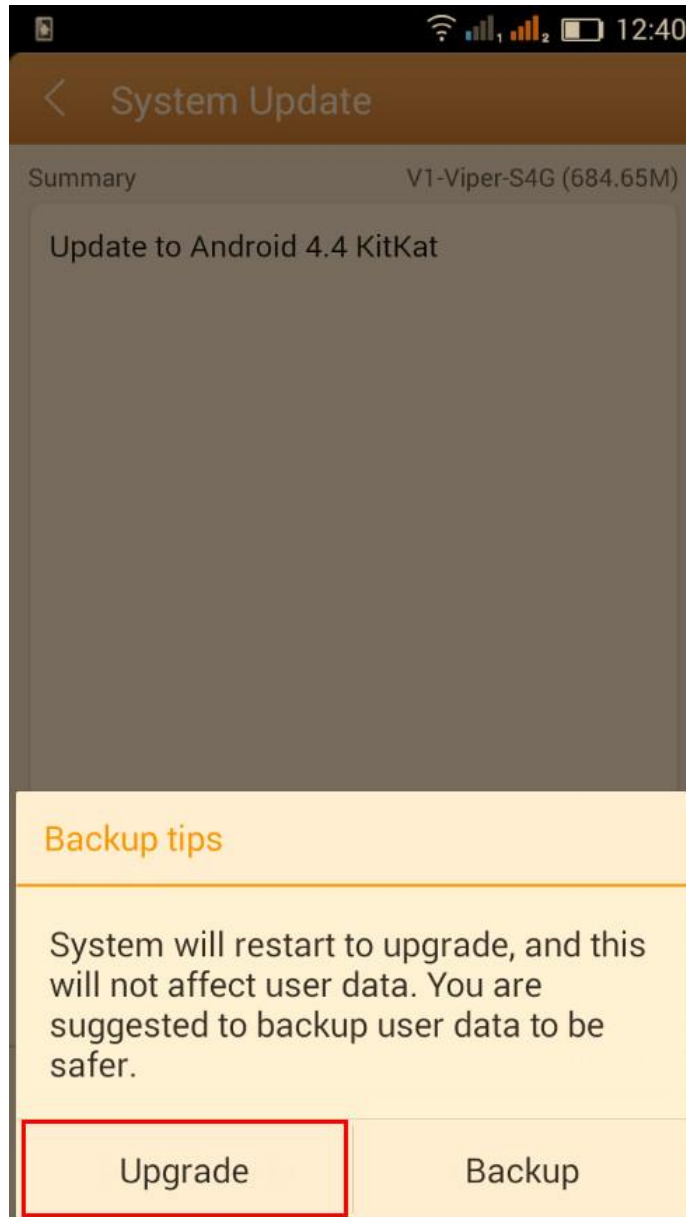 1 2 12:40
System Update
Summary V1-Viper-S4G (684.65M)
Update to Android 4.4 KitKat
Backup tips
System will restart to upgrade, and this
will not affect user data. You are
suggested to backup user data to be
safer.
Upgrade Backup